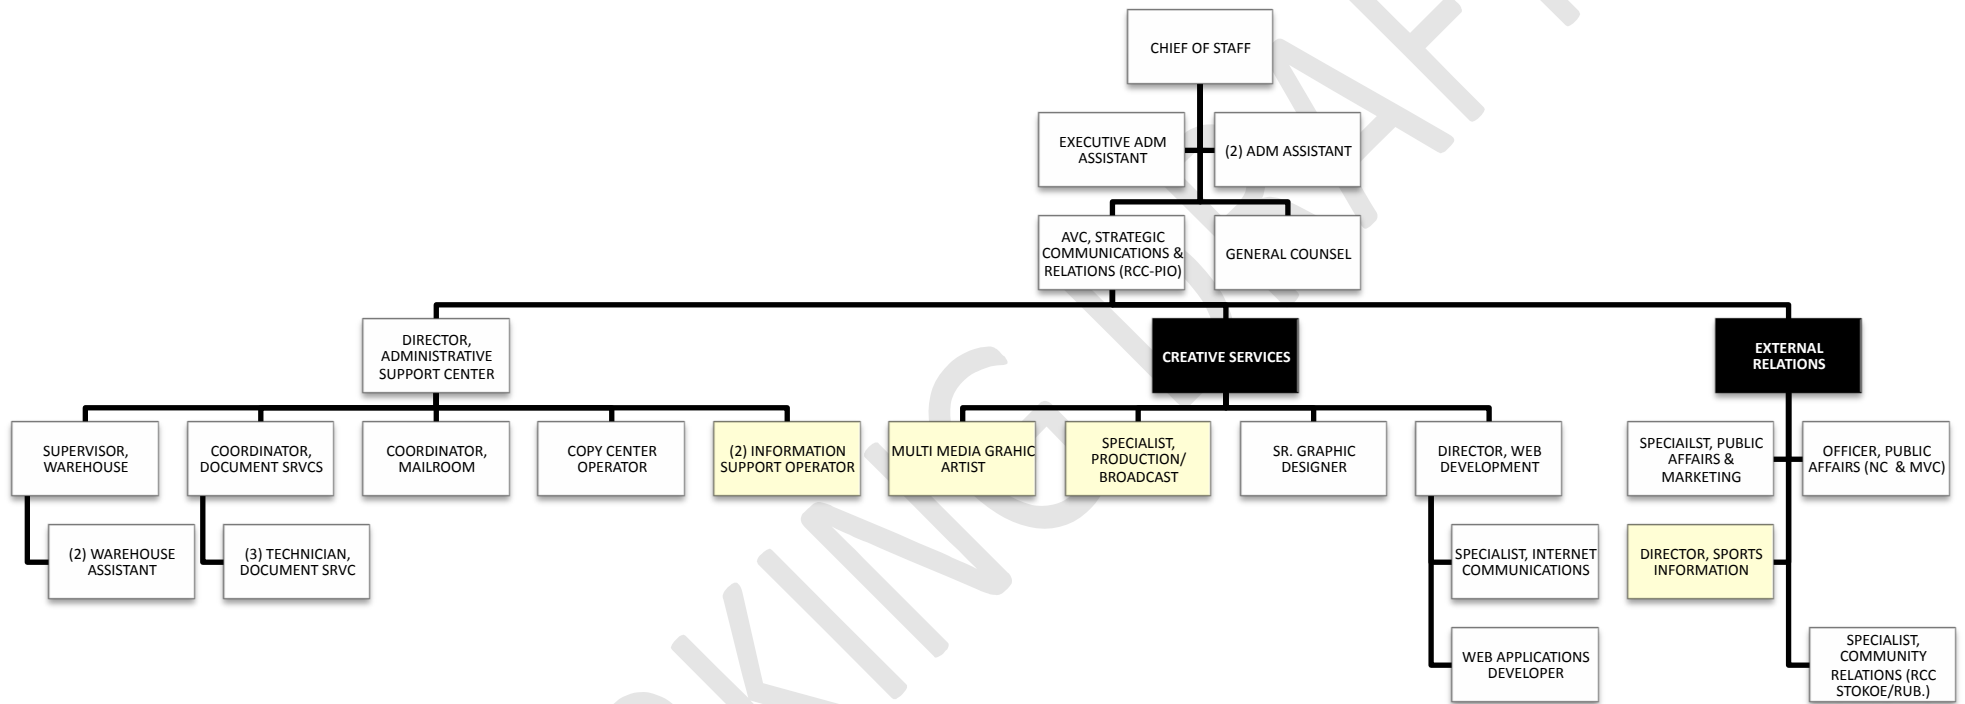 CHIEF OF STAFF
EXECUTIVE ADM
ASSISTANT
(2) ADM ASSISTANT
AVC, STRATEGIC
COMMUNICATIONS &
RELATIONS (RCC-PIO)
GENERAL COUNSEL
DIRECTOR,
ADMINISTRATIVE
SUPPORT CENTER
CREATIVE SERVICES
EXTERNAL
RELATIONS
SUPERVISOR,
WAREHOUSE
COORDINATOR,
DOCUMENT SRVCS
COORDINATOR,
MAILROOM
COPY CENTER
OPERATOR
(2) INFORMATION
SUPPORT OPERATOR
MULTI MEDIA GRAHIC
ARTIST
SPECIALIST,
PRODUCTION/
BROADCAST
SR. GRAPHIC
DESIGNER
DIRECTOR, WEB
DEVELOPMENT
SPECIAILST, PUBLIC
AFFAIRS &
MARKETING
OFFICER, PUBLIC
AFFAIRS (NC & MVC)
(2) WAREHOUSE
ASSISTANT
(3) TECHNICIAN,
DOCUMENT SRVC
SPECIALIST, INTERNET
COMMUNICATIONS
DIRECTOR, SPORTS
INFORMATION
WEB APPLICATIONS
DEVELOPER
SPECIALIST,
COMMUNITY
RELATIONS (RCC
STOKOE/RUB.)